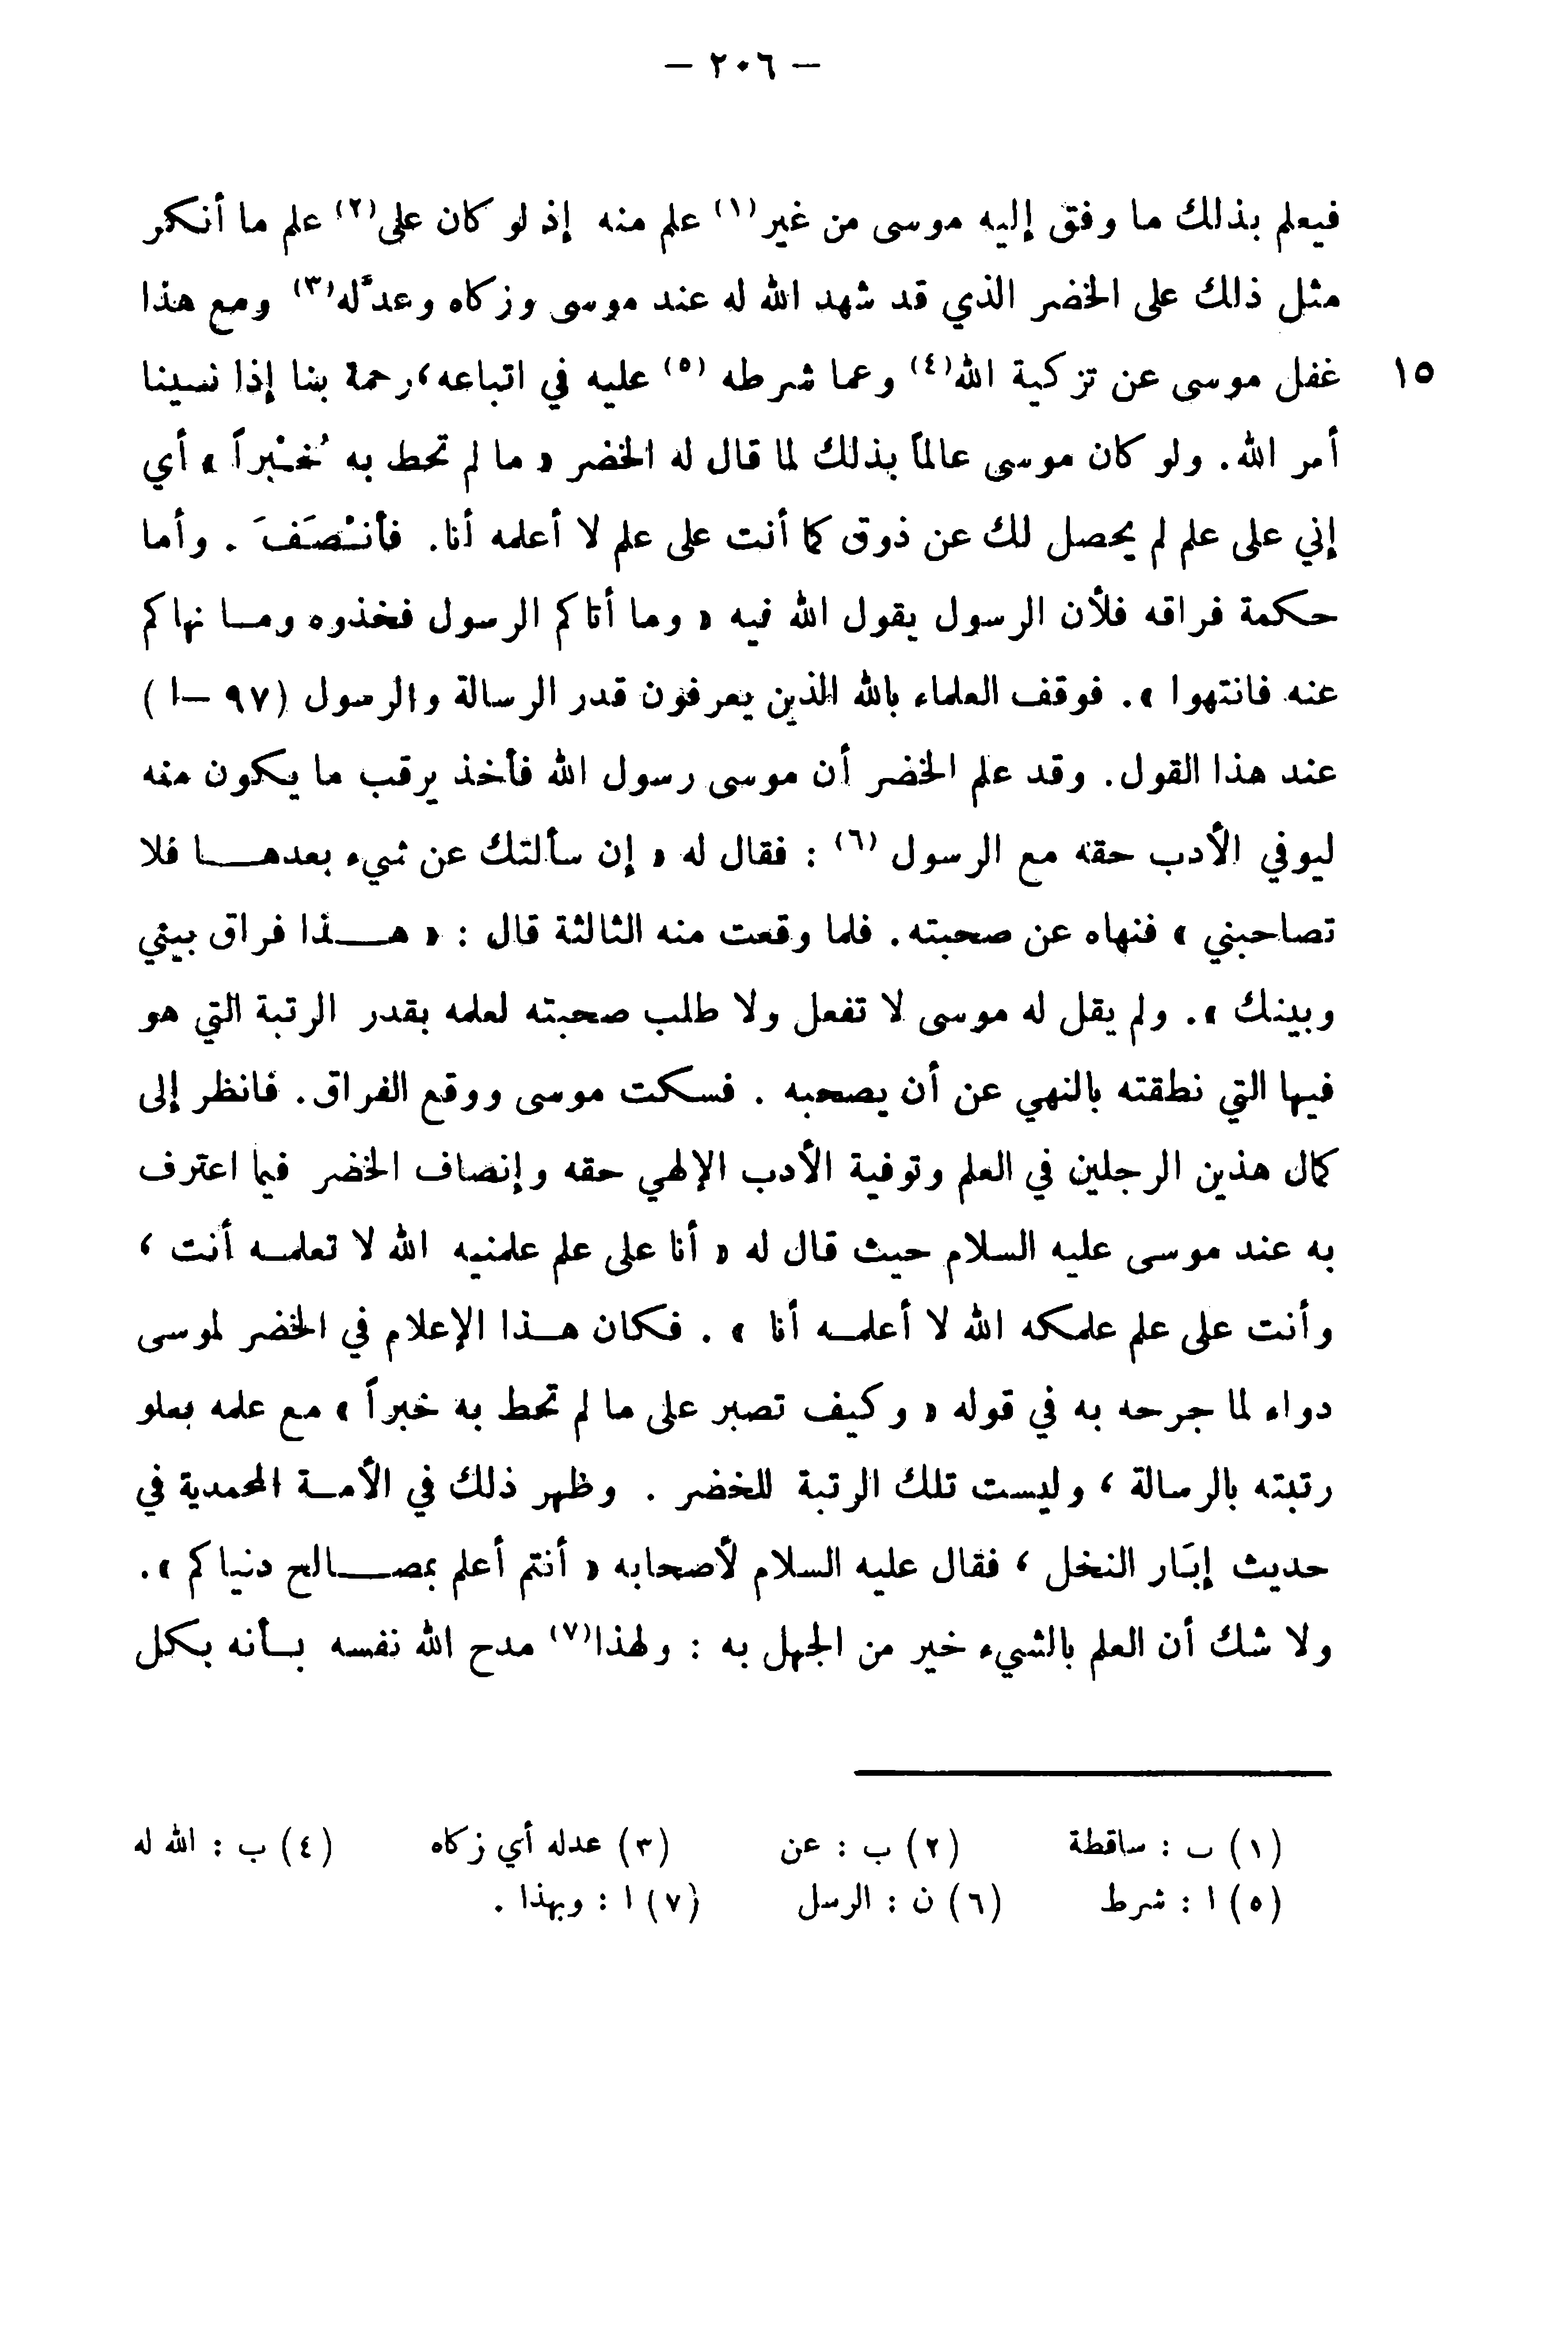 — ٢٠٦ —
فيعلم بذلك ما وفق إليه موسى من غير(١) علم منه إذ لو كان على(٢) علم ما أنكر
مثل ذلك على الخضر الذي قد شهد الله له عند موسى وزكاه وعدَّله(٣) ومع هذا
١٥ غفل موسى عن تزكية الله(٤) وعما شرطه (٥) عليه في اتباعه، رحمة بنا إذا نسينا
أمر الله. ولو كان موسى عالماً بذلك لما قال له الخضر « ما لم تحط به خُبْراً » أي
إني على علم لم يحصل لك عن ذوق كما أنت على علم لا أعلمه أنا. فأنْصَفَ . وأما
حكمة فراقه فلأن الرسول يقول الله فيه « وما أتاكم الرسول فخذوه وما نهاكم
عنه فانتهوا ». فوقف العلماء بالله الذين يعرفون قدر الرسالة والرسول (٩٧ – ا )
عند هذا القول. وقد علم الخضر أن موسى رسول الله فأخذ يرقب ما يكون منه
ليوفي الأدب حقه مع الرسول (٦) : فقال له « إن سألتك عن شيء بعدها فلا
تصاحبني » فنهاه عن صحبته. فلما وقعت منه الثالثة قال : « هذا فراق بيني
وبينك ». ولم يقل له موسى لا تفعل ولا طلب صحبته لعلمه بقدر الرتبة التي هو
فيها التي نطقته بالنهي عن أن يصحبه . فسكت موسى ووقع الفراق. فانظر إلى
كمال هذين الرجلين في العلم وتوفية الأدب الإلهي حقه وإنصاف الخضر فيما اعترف
به عند موسى عليه السلام حيث قال له « أنا على علم علمنيه الله لا تعلمه أنت ،
وأنت على علم علمكه الله لا أعلمه أنا » . فكان هذا الإعلام في الخضر لموسى
دواء لما جرحه به في قوله « وكيف تصبر على ما لم تحط به خبراً » مع علمه بعلو
رتبته بالرسالة ، وليست تلك الرتبة للخضر . وظهر ذلك في الأمة المحمدية في
حديث إبَار النخل ، فقال عليه السلام لأصحابه « أنتم أعلم بمصالح دنياكم ».
ولا شك أن العلم بالشيء خير من الجهل به : ولهذا(٧) مدح الله نفسه بأنه بكل
(١) ب : ساقطة (٢) ب : عن (٣) عدله أي زكاه (٤) ب : الله له
(٥) ا : شرط (٦) ن : الرسل (٧) ا : وبهذا .